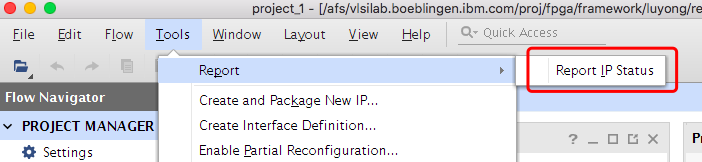 project_1 - [/afs/vlsilab.boeblingen.ibm.com/proj/fpga/framework/luyong/re
File Edit Flow Tools Window Layout View Help Quick Access
Report Report IP Status
Flow Navigator
Create and Package New IP...
PROJECT MANAGER
Create Interface Definition...
Settings
Enable Partial Reconfiguration...